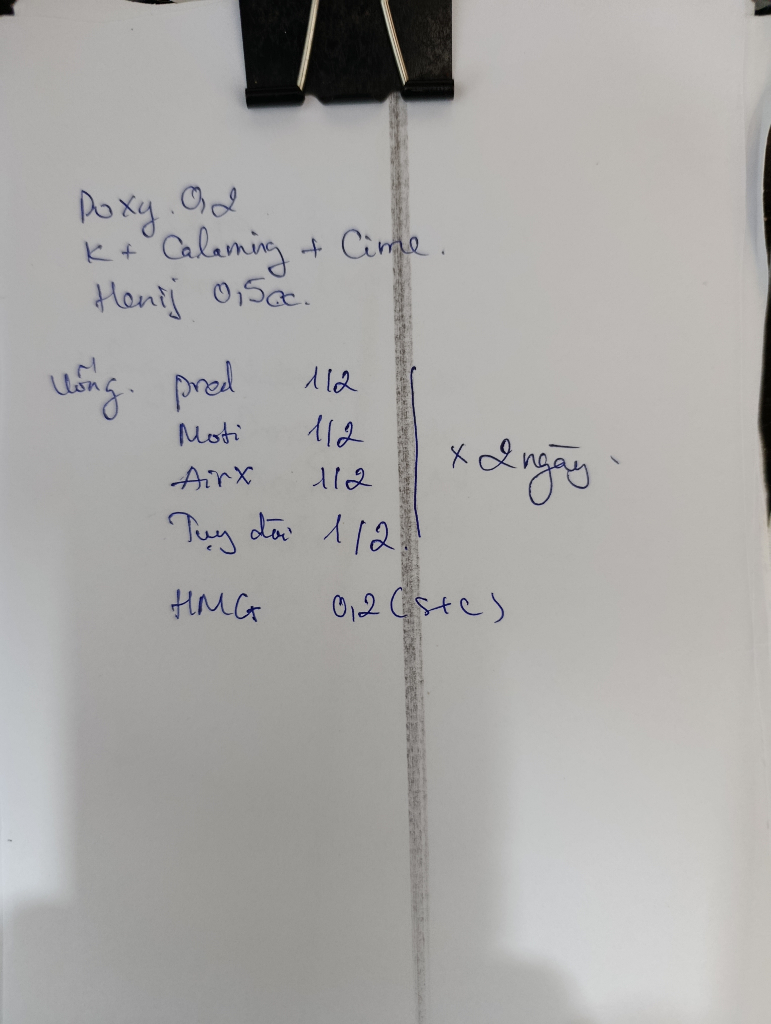 Doxy. 0,2
K + Calaming + Cime.
Henij 0,5cc.
Uống. pred 1/2
Moti 1/2
AirX 1/2
x 2 ngày.
Tuy dài 1/2
HMG 0,2 (s+c)